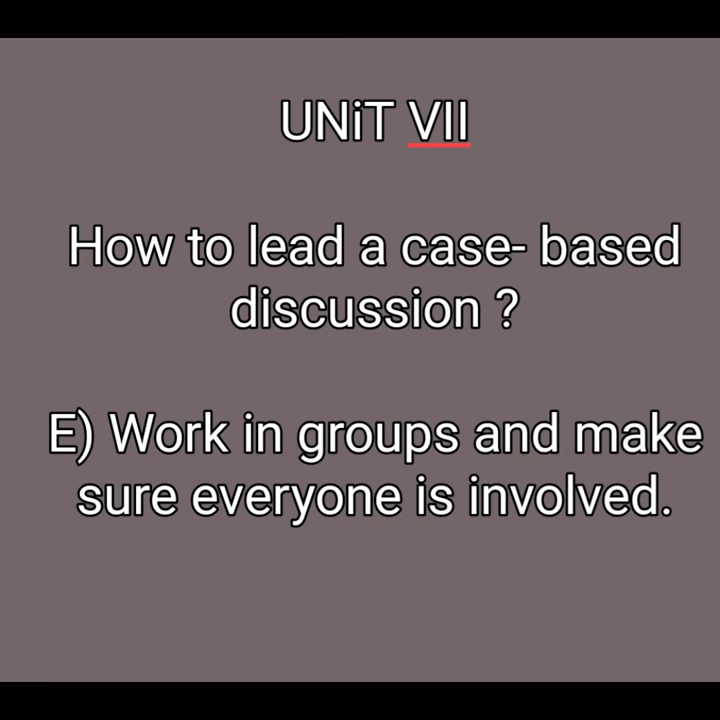 UNiT VII
How to lead a case- based
discussion ?
E) Work in groups and make
sure everyone is involved.